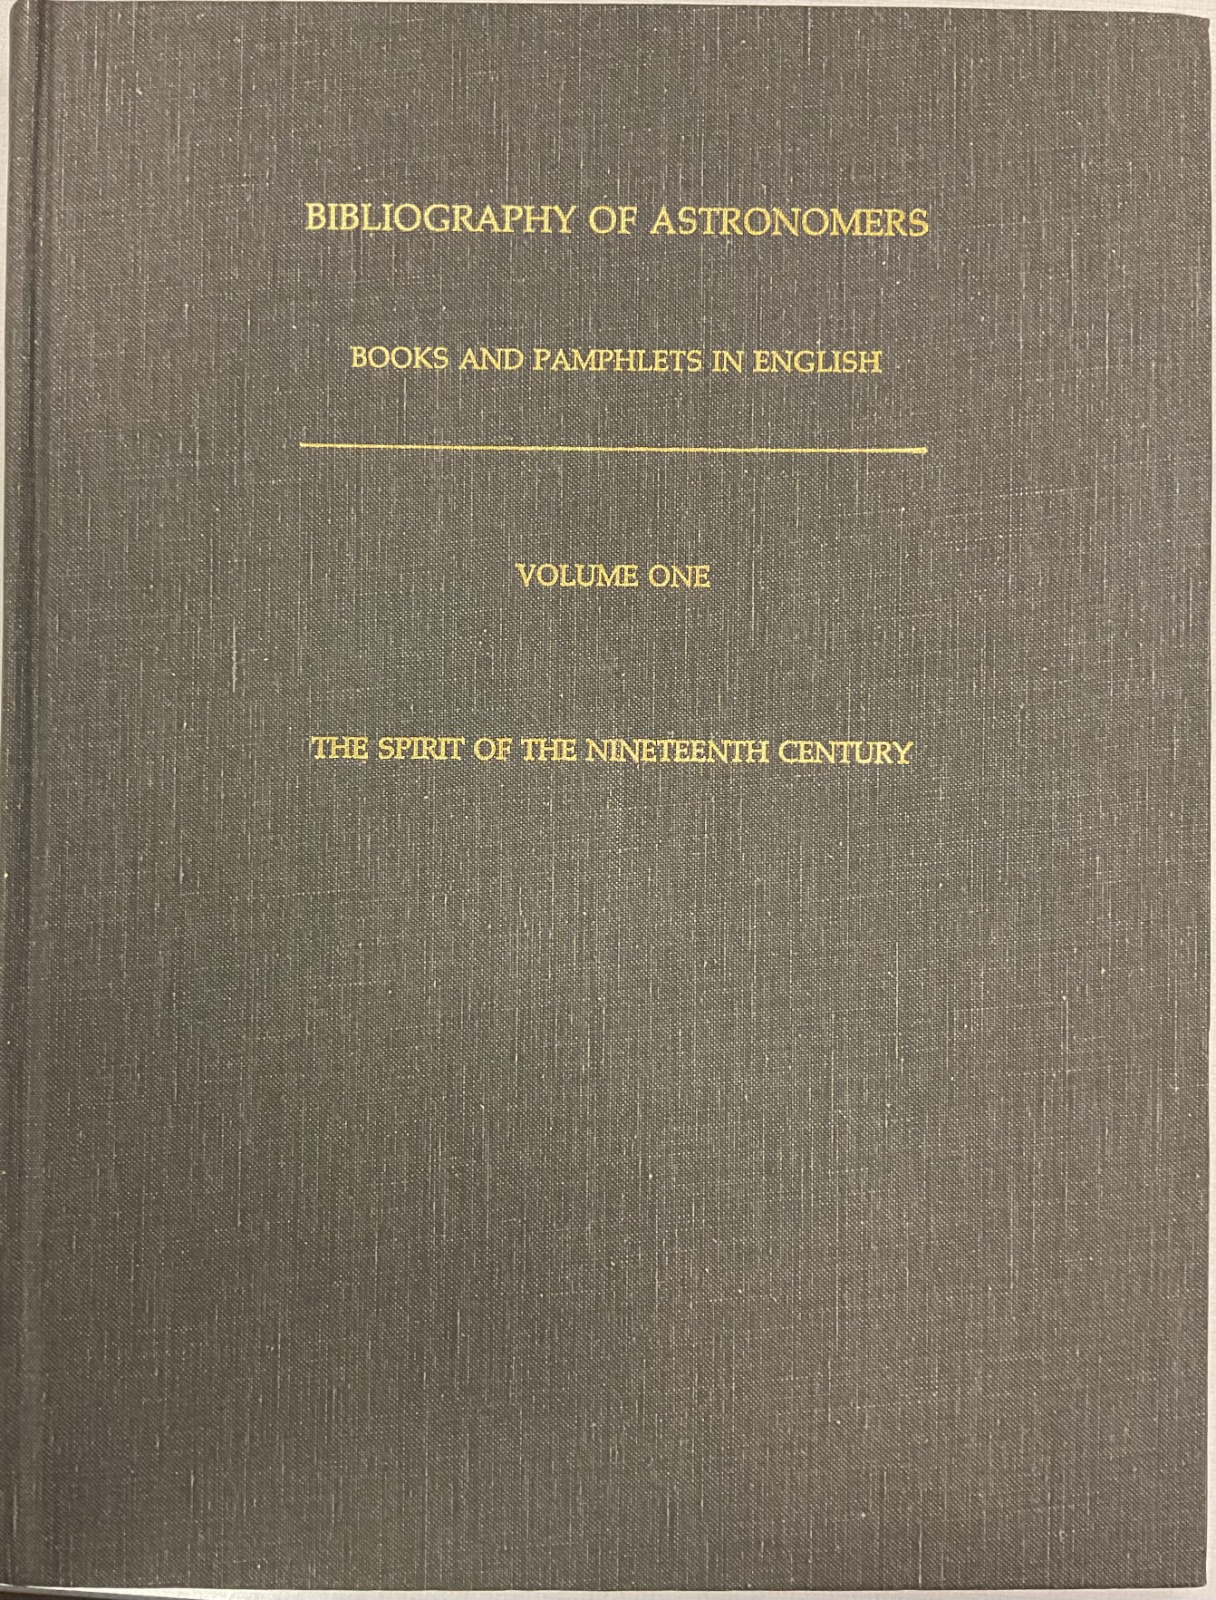 BIBLIOGRAPHY OF ASTRONOMERS
BOOKS AND PAMPHLETS IN ENGLISH
VOLUME ONE
THE SPIRIT OF THE NINETEENTH CENTURY